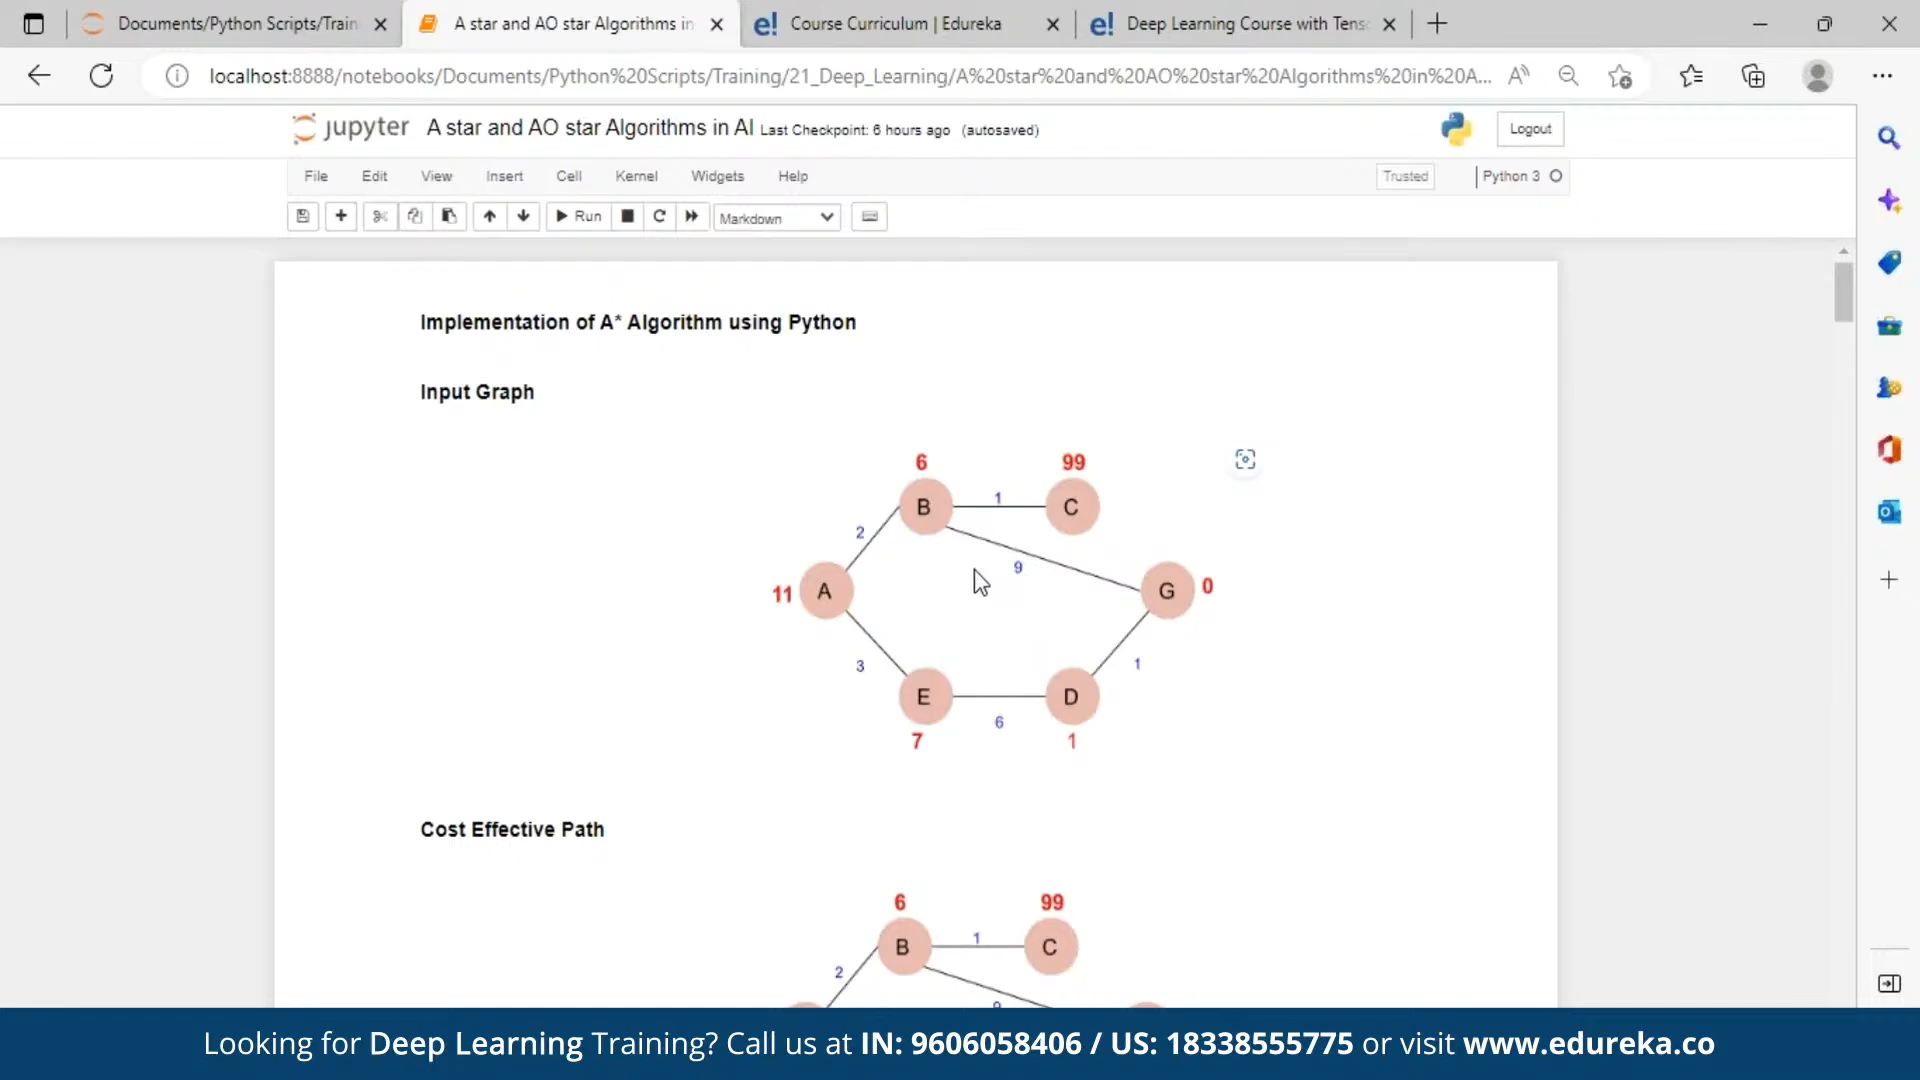 Documents/Python Scripts/Train
A star and AO star Algorithms in
e! Course Curriculum | Edureka
e! Deep Learning Course with Tens
localhost:8888/notebooks/Documents/Python%20Scripts/Training/21_Deep_Learning/A%20star%20and%20AO%20star%20Algorithms%20in%20A...
jupyter A star and AO star Algorithms in AI Last Checkpoint: 6 hours ago (autosaved)
Logout
File Edit View Insert Cell Kernel Widgets Help
Trusted
Python 3
Run
Markdown
Implementation of A* Algorithm using Python
Input Graph
6 99
B 1 C
2
9
11 A G 0
3 1
E D
6
7 1
Cost Effective Path
6 99
B 1 C
2
9
Looking for Deep Learning Training? Call us at IN: 9606058406 / US: 18338555775 or visit www.edureka.co